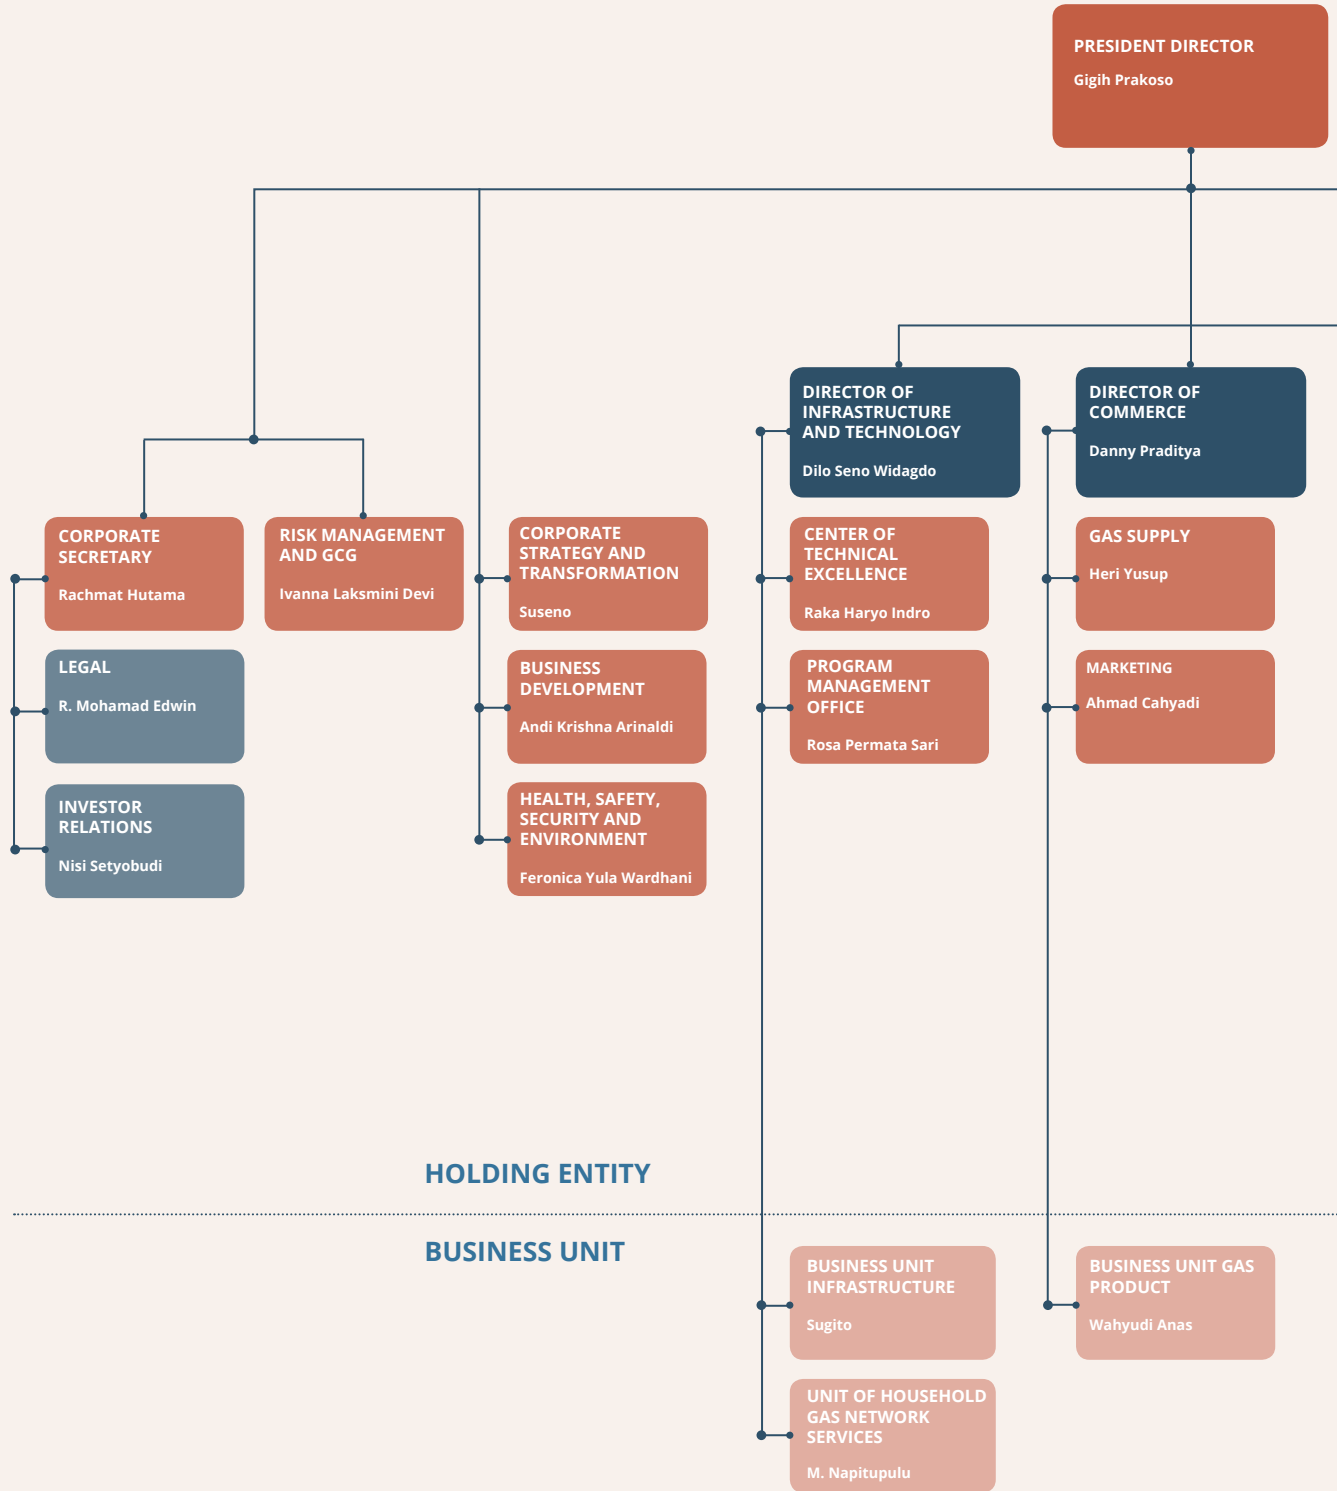 PRESIDENT DIRECTOR
Gigih Prakoso
DIRECTOR OF
INFRASTRUCTURE
AND TECHNOLOGY
Dilo Seno Widagdo
DIRECTOR OF
COMMERCE
Danny Praditya
CORPORATE
SECRETARY
Rachmat Hutama
RISK MANAGEMENT
AND GCG
Ivanna Laksmini Devi
CORPORATE
STRATEGY AND
TRANSFORMATION
Suseno
CENTER OF
TECHNICAL
EXCELLENCE
Raka Haryo Indro
GAS SUPPLY
Heri Yusup
LEGAL
R. Mohamad Edwin
BUSINESS
DEVELOPMENT
Andi Krishna Arinaldi
PROGRAM
MANAGEMENT
OFFICE
Rosa Permata Sari
MARKETING
Ahmad Cahyadi
INVESTOR
RELATIONS
Nisi Setyobudi
HEALTH, SAFETY,
SECURITY AND
ENVIRONMENT
Feronica Yula Wardhani
HOLDING ENTITY
BUSINESS UNIT
BUSINESS UNIT
INFRASTRUCTURE
Sugito
BUSINESS UNIT GAS
PRODUCT
Wahyudi Anas
UNIT OF HOUSEHOLD
GAS NETWORK
SERVICES
M. Napitupulu